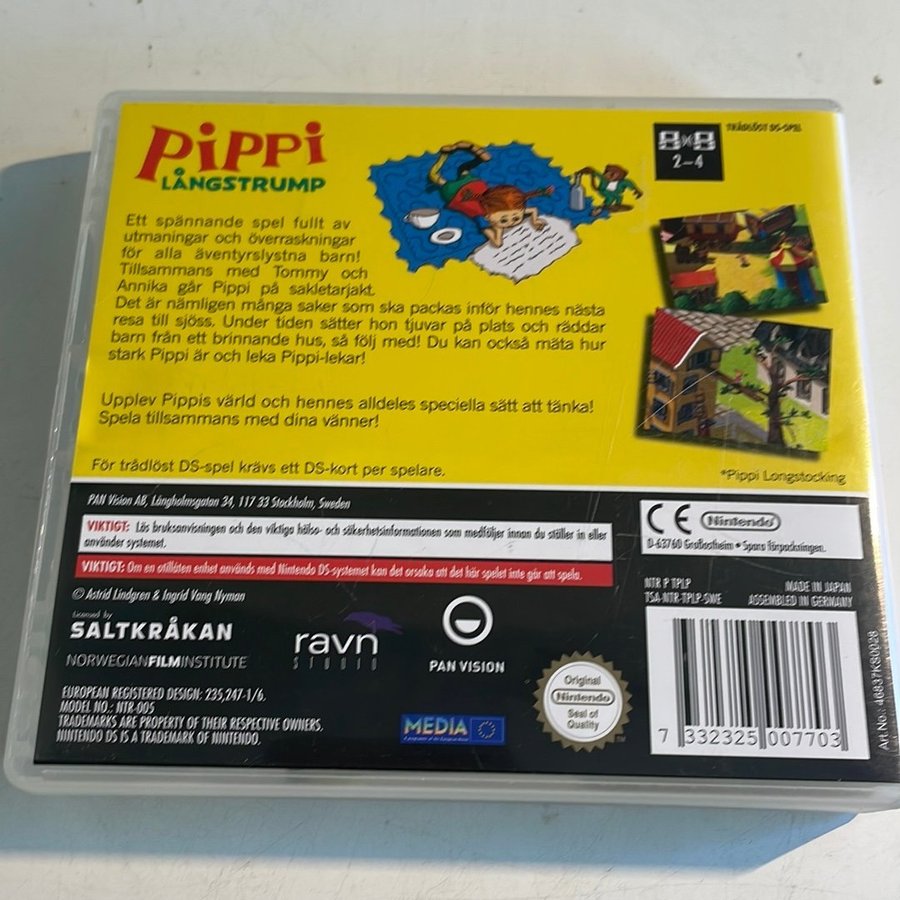 PiPPi
LÅNGSTRUMP
TRÅDLÖST DS-SPEL
2–4
Ett spännande spel fullt av
utmaningar och överraskningar
för alla äventyrslystna barn!
Tillsammans med Tommy och
Annika går Pippi på sakletarjakt.
Det är nämligen många saker som ska packas inför hennes nästa
resa till sjöss. Under tiden sätter hon tjuvar på plats och räddar
barn från ett brinnande hus, så följ med! Du kan också mäta hur
stark Pippi är och leka Pippi-lekar!
Upplev Pippis värld och hennes alldeles speciella sätt att tänka!
Spela tillsammans med dina vänner!
För trådlöst DS-spel krävs ett DS-kort per spelare.
*Pippi Longstocking
PAN Vision AB, Långholmsgatan 34, 117 33 Stockholm, Sweden
VIKTIGT: Läs bruksanvisningen och den viktiga hälso- och säkerhetsinformationen som medföljer innan du ställer in eller
använder systemet.
VIKTIGT: Om en otillåten enhet används med Nintendo DS-systemet kan det orsaka att det här spelet inte går att spela.
CE Nintendo
D-63760 Großostheim • Spara förpackningen.
© Astrid Lindgren & Ingrid Vang Nyman
NTR P TPLP
TSA-NTR-TPLP-SWE
MADE IN JAPAN
ASSEMBLED IN GERMANY
Licensed by
SALTKRÅKAN
NORWEGIANFILMINSTITUTE
ravn
STUDIO
PAN VISION
EUROPEAN REGISTERED DESIGN: 235,247-1/6.
MODEL NO.: NTR-005
TRADEMARKS ARE PROPERTY OF THEIR RESPECTIVE OWNERS.
NINTENDO DS IS A TRADEMARK OF NINTENDO.
MEDIA
Original
Nintendo
Seal of
Quality
TM
7 332325 007703
Art.No.: 46837KS0028